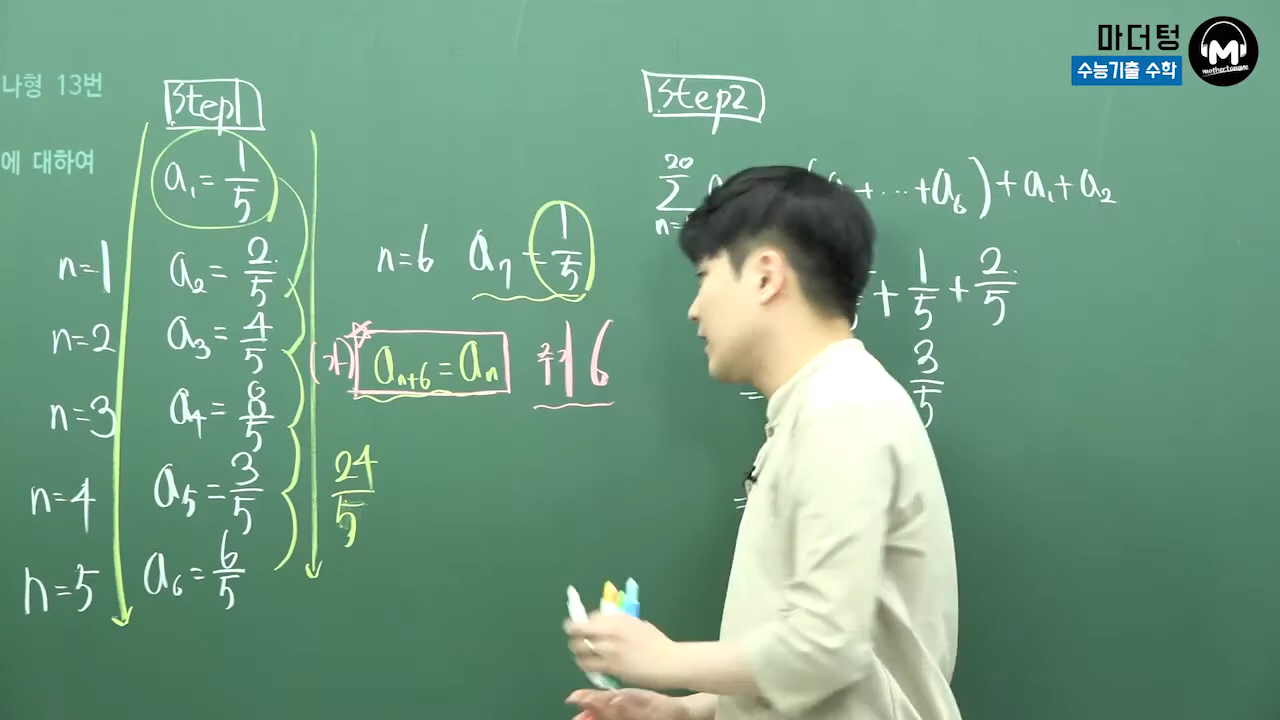 마더텅
수능기출 수학
mothertongue
나형 13번
에 대하여
Step1
a₁ = 1/5
n=1 a₂ = 2/5
n=2 a₃ = 4/5
n=3 a₄ = 8/5
n=4 a₅ = 3/5
n=5 a₆ = 6/5
24/5
n=6 a₇ = 1/5
aₙ₊₆ = aₙ 주기 6
Step2
20
Σ
n=
+ ⋯ + a₆) + a₁ + a₂
+ 1/5 + 2/5
=
3/5
=